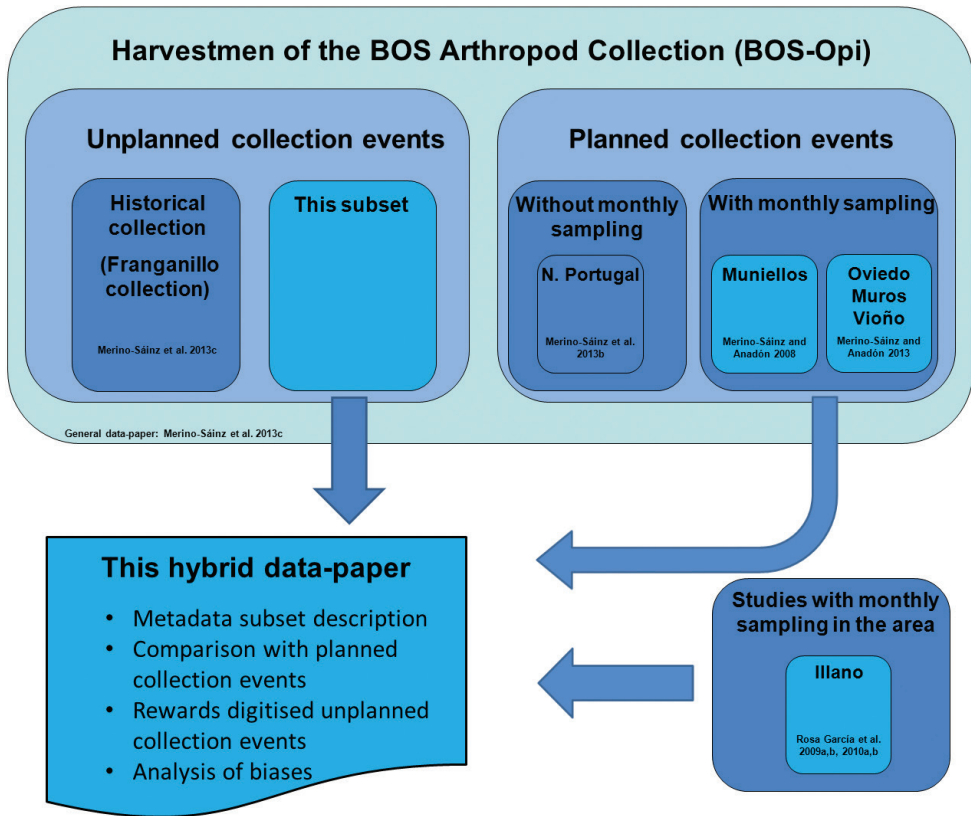 Harvestmen of the BOS Arthropod Collection (BOS-Opi)
Unplanned collection events
Historical
collection
(Franganillo
collection)
Merino-Sáinz et al. 2013c
This subset
Planned collection events
Without monthly
sampling
N. Portugal
Merino-Sáinz et al.
2013b
With monthly sampling
Muniellos
Merino-Sáinz and
Anadón 2008
Oviedo
Muros
Vioño
Merino-Sáinz and
Anadón 2013
General data-paper: Merino-Sáinz et al. 2013c
This hybrid data-paper
• Metadata subset description
• Comparison with planned
collection events
• Rewards digitised unplanned
collection events
• Analysis of biases
Studies with monthly
sampling in the area
Illano
Rosa García et al.
2009a,b, 2010a,b